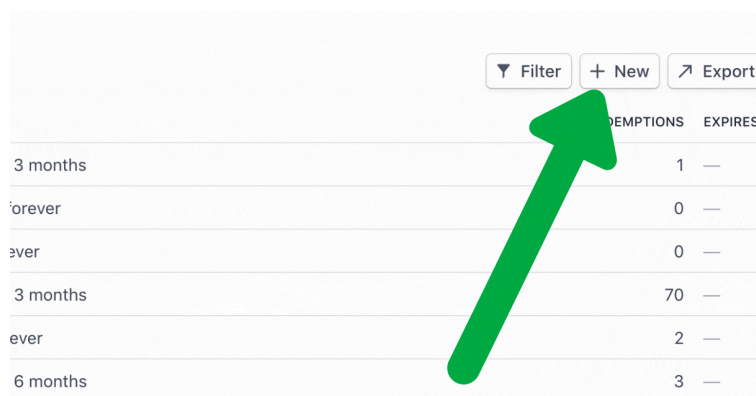 Filter + New Export
DEMPTIONS EXPIRES
3 months 1 —
forever 0 —
ever 0 —
3 months 70 —
ever 2 —
6 months 3 —